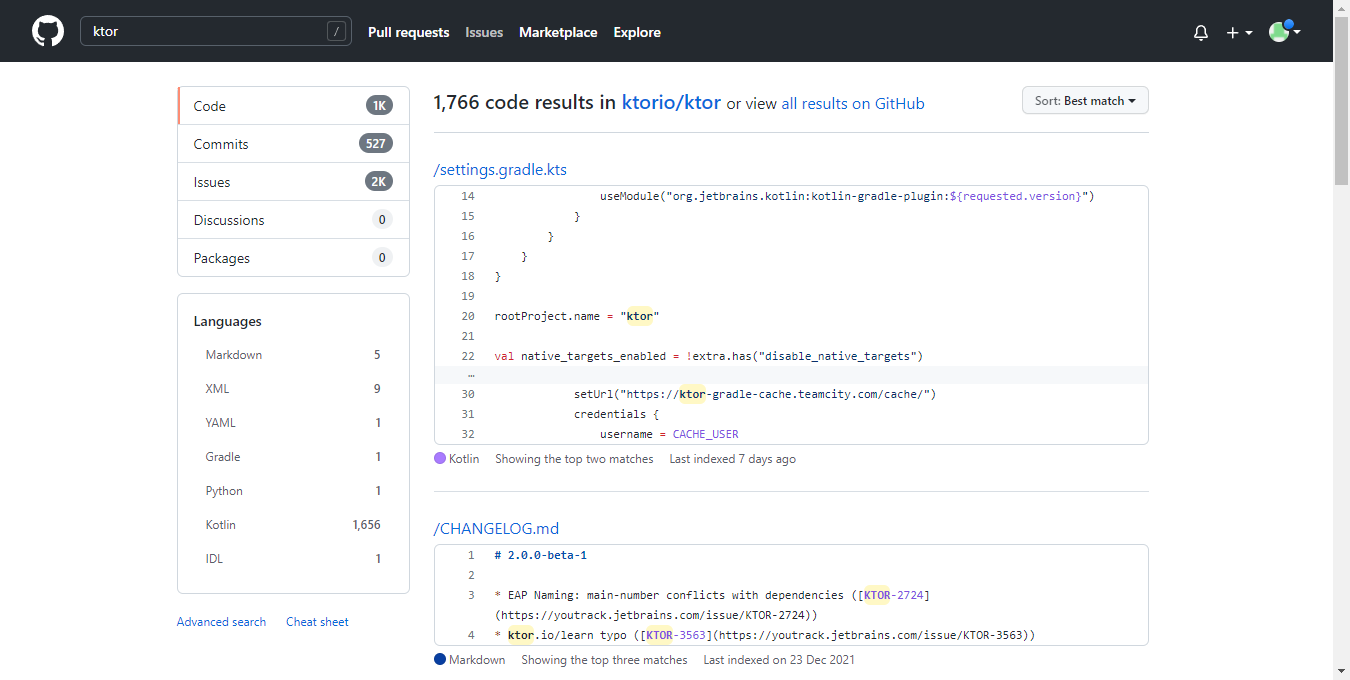 ktor /
Pull requests Issues Marketplace Explore
Code 1K
Commits 527
Issues 2K
Discussions 0
Packages 0
Languages
Markdown 5
XML 9
YAML 1
Gradle 1
Python 1
Kotlin 1,656
IDL 1
Advanced search Cheat sheet
1,766 code results in ktorio/ktor or view all results on GitHub
Sort: Best match
/settings.gradle.kts
14 useModule("org.jetbrains.kotlin:kotlin-gradle-plugin:${requested.version}")
15 }
16 }
17 }
18 }
19
20 rootProject.name = "ktor"
21
22 val native_targets_enabled = !extra.has("disable_native_targets")
…
30 setUrl("https://ktor-gradle-cache.teamcity.com/cache/")
31 credentials {
32 username = CACHE_USER
Kotlin Showing the top two matches Last indexed 7 days ago
/CHANGELOG.md
1 # 2.0.0-beta-1
2
3 * EAP Naming: main-number conflicts with dependencies ([KTOR-2724]
(https://youtrack.jetbrains.com/issue/KTOR-2724))
4 * ktor.io/learn typo ([KTOR-3563](https://youtrack.jetbrains.com/issue/KTOR-3563))
Markdown Showing the top three matches Last indexed on 23 Dec 2021